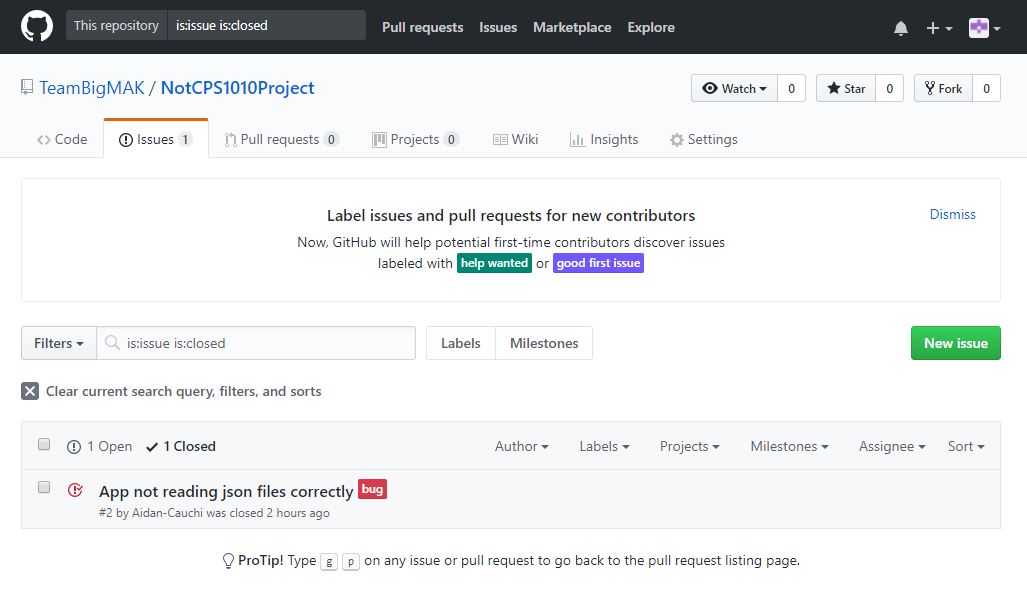 This repository is:issue is:closed Pull requests Issues Marketplace Explore
TeamBigMAK / NotCPS1010Project Watch 0 Star 0 Fork 0
Code Issues 1 Pull requests 0 Projects 0 Wiki Insights Settings
Label issues and pull requests for new contributors Dismiss
Now, GitHub will help potential first-time contributors discover issues
labeled with help wanted or good first issue
Filters is:issue is:closed Labels Milestones New issue
Clear current search query, filters, and sorts
1 Open 1 Closed Author Labels Projects Milestones Assignee Sort
App not reading json files correctly bug
#2 by Aidan-Cauchi was closed 2 hours ago
ProTip! Type g p on any issue or pull request to go back to the pull request listing page.